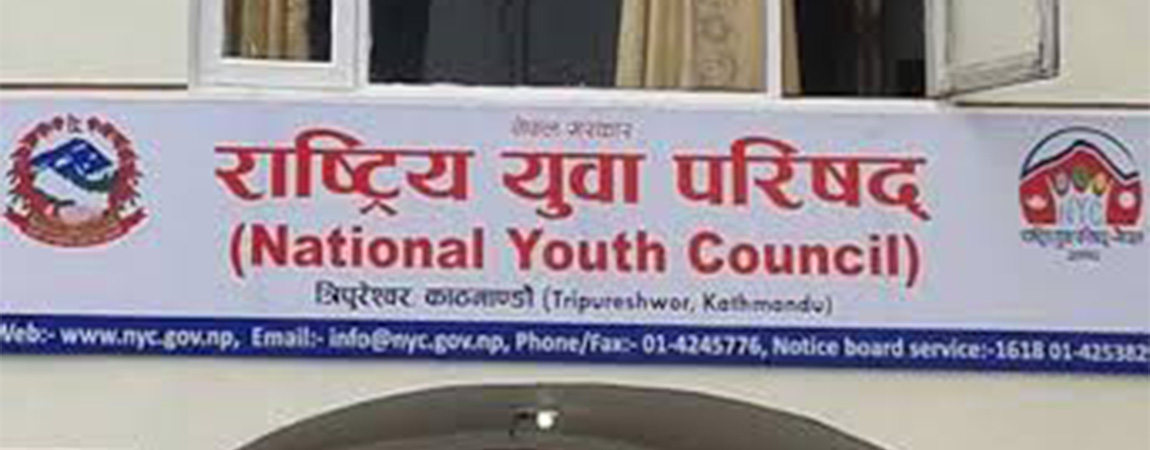 नेपाल सरकार
राष्ट्रिय युवा परिषद्
(National Youth Council)
त्रिपुरेश्वर काठमाण्डौ (Tripureshwor, Kathmandu)
Web:- www.nyc.gov.np, Email:- info@nyc.gov.np, Phone/Fax:- 01-4245776, Notice board service:-1618 01-425382
NYC